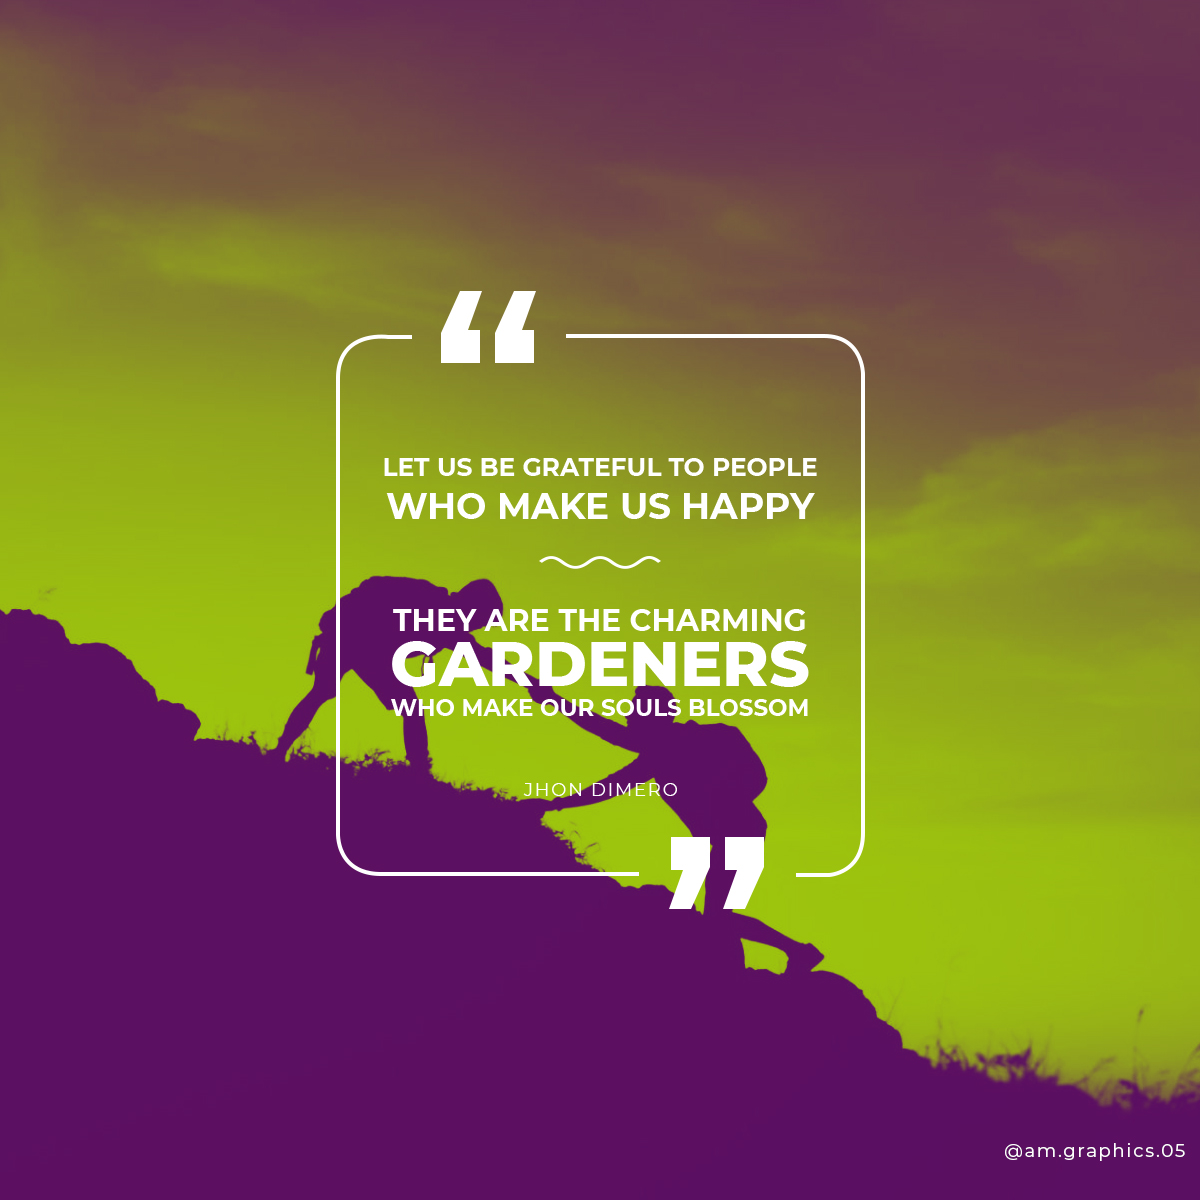 “
LET US BE GRATEFUL TO PEOPLE
WHO MAKE US HAPPY
THEY ARE THE CHARMING
GARDENERS
WHO MAKE OUR SOULS BLOSSOM
JHON DIMERO
”
@am.graphics.05